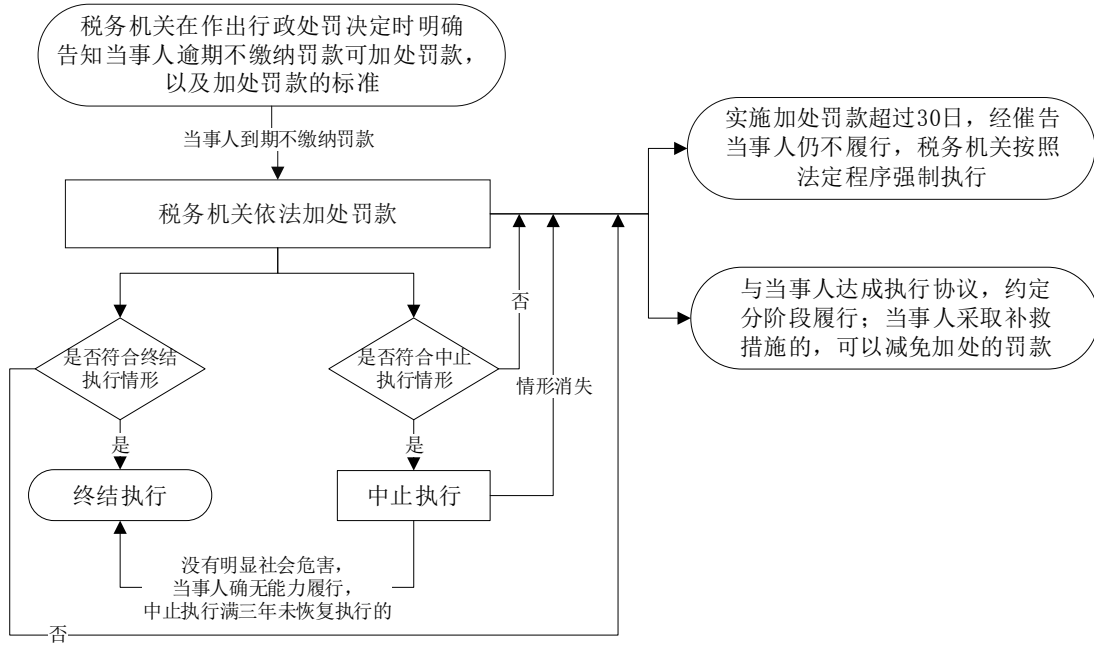 税务机关在作出行政处罚决定时明确
告知当事人逾期不缴纳罚款可加处罚款，
以及加处罚款的标准
当事人到期不缴纳罚款
税务机关依法加处罚款
实施加处罚款超过30日，经催告
当事人仍不履行，税务机关按照
法定程序强制执行
与当事人达成执行协议，约定
分阶段履行；当事人采取补救
措施的，可以减免加处的罚款
否
是否符合终结
执行情形
是否符合中止
执行情形
情形消失
是
是
终结执行
中止执行
没有明显社会危害，
当事人确无能力履行，
中止执行满三年未恢复执行的
否